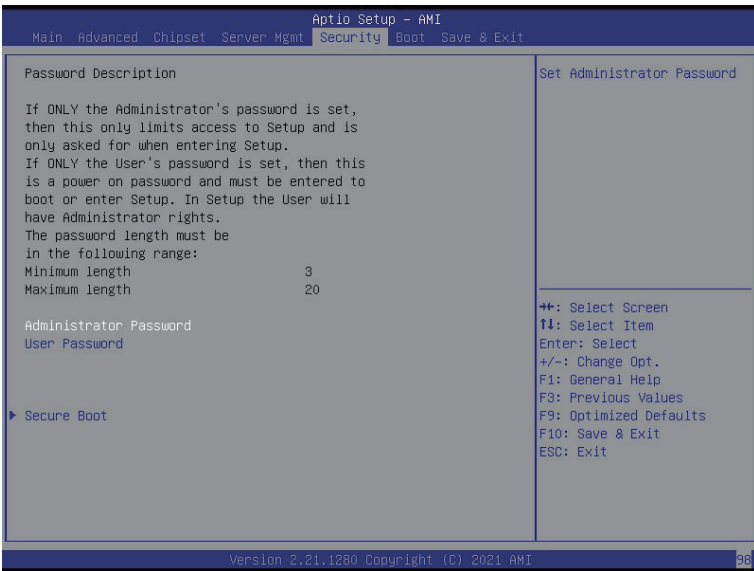 Aptio Setup – AMI
Main Advanced Chipset Server Mgmt Security Boot Save & Exit
Password Description
If ONLY the Administrator's password is set,
then this only limits access to Setup and is
only asked for when entering Setup.
If ONLY the User's password is set, then this
is a power on password and must be entered to
boot or enter Setup. In Setup the User will
have Administrator rights.
The password length must be
in the following range:
Minimum length 3
Maximum length 20
Administrator Password
User Password
▶ Secure Boot
Set Administrator Password
→←: Select Screen
↑↓: Select Item
Enter: Select
+/-: Change Opt.
F1: General Help
F3: Previous Values
F9: Optimized Defaults
F10: Save & Exit
ESC: Exit
Version 2.21.1280 Copyright (C) 2021 AMI
98